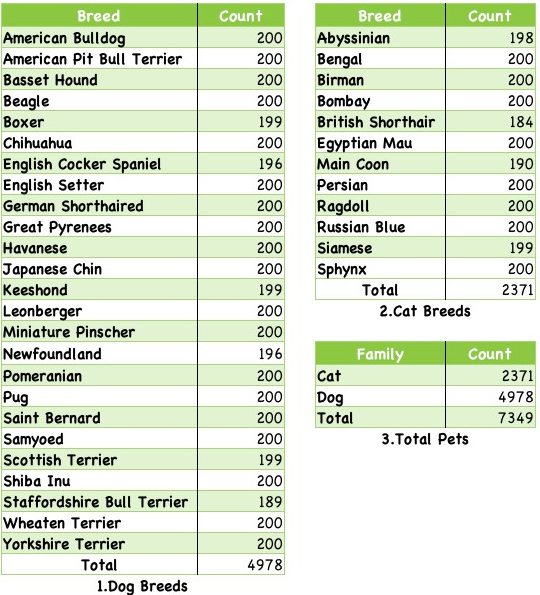 Breed Count
American Bulldog 200
American Pit Bull Terrier 200
Basset Hound 200
Beagle 200
Boxer 199
Chihuahua 200
English Cocker Spaniel 196
English Setter 200
German Shorthaired 200
Great Pyrenees 200
Havanese 200
Japanese Chin 200
Keeshond 199
Leonberger 200
Miniature Pinscher 200
Newfoundland 196
Pomeranian 200
Pug 200
Saint Bernard 200
Samyoed 200
Scottish Terrier 199
Shiba Inu 200
Staffordshire Bull Terrier 189
Wheaten Terrier 200
Yorkshire Terrier 200
Total 4978
1.Dog Breeds
Breed Count
Abyssinian 198
Bengal 200
Birman 200
Bombay 200
British Shorthair 184
Egyptian Mau 200
Main Coon 190
Persian 200
Ragdoll 200
Russian Blue 200
Siamese 199
Sphynx 200
Total 2371
2.Cat Breeds
Family Count
Cat 2371
Dog 4978
Total 7349
3.Total Pets